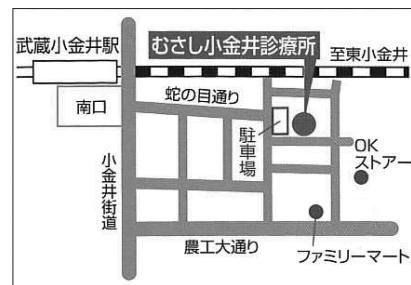 武蔵小金井駅
むさし小金井診療所
至東小金井
南口
蛇の目通り
駐車場
OK
ストアー
小金井街道
農工大通り
ファミリーマート